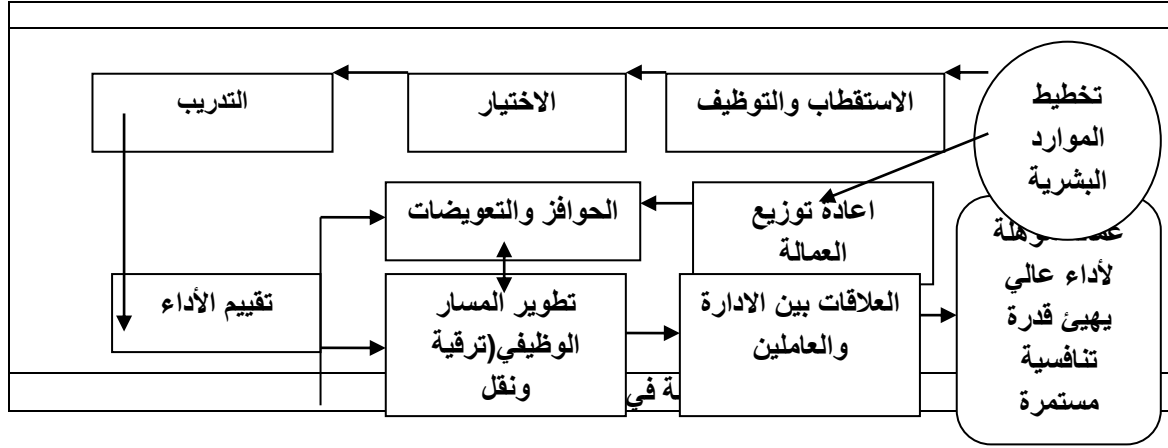 تخطيط
الموارد
البشرية
الاستقطاب والتوظيف
الاختيار
التدريب
اعادة توزيع
العمالة
الحوافز والتعويضات
تقييم الأداء
تطوير المسار
الوظيفي(ترقية
ونقل
العلاقات بين الادارة
والعاملين
لأداء عالي
يهيئ قدرة
تنافسية
مستمرة
في